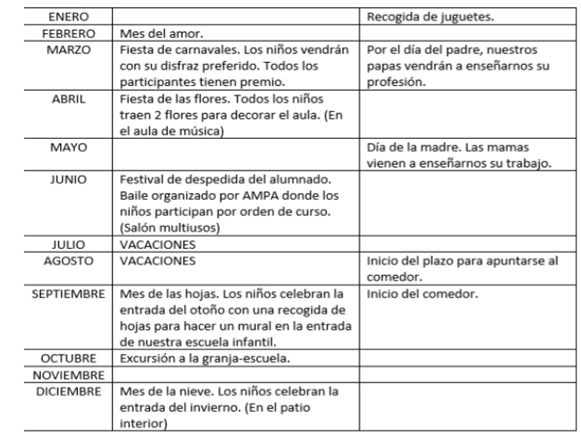 ENERO Recogida de juguetes.
FEBRERO Mes del amor.
MARZO Fiesta de carnavales. Los niños vendrán Por el día del padre, nuestros
con su disfraz preferido. Todos los papas vendrán a enseñarnos su
participantes tienen premio. profesión.
ABRIL Fiesta de las flores. Todos los niños
traen 2 flores para decorar el aula. (En
el aula de música)
MAYO Día de la madre. Las mamas
vienen a enseñarnos su trabajo.
JUNIO Festival de despedida del alumnado.
Baile organizado por AMPA donde los
niños participan por orden de curso.
(Salón multiusos)
JULIO VACACIONES
AGOSTO VACACIONES Inicio del plazo para apuntarse al
comedor.
SEPTIEMBRE Mes de las hojas. Los niños celebran la Inicio del comedor.
entrada del otoño con una recogida de
hojas para hacer un mural en la entrada
de nuestra escuela infantil.
OCTUBRE Excursión a la granja-escuela.
NOVIEMBRE
DICIEMBRE Mes de la nieve. Los niños celebran la
entrada del invierno. (En el patio
interior)